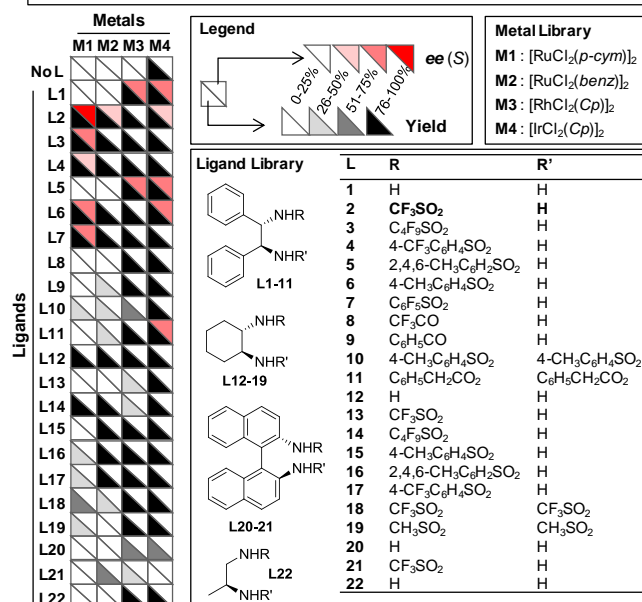 Metals
M1 M2 M3 M4
Ligands
No L
L1
L2
L3
L4
L5
L6
L7
L8
L9
L10
L11
L12
L13
L14
L15
L16
L17
L18
L19
L20
L21
L22
Legend
ee (S)
0-25%
26-50%
51-75%
76-100%
Yield
Metal Library
M1 : [RuCl2(p-cym)]2
M2 : [RuCl2(benz)]2
M3 : [RhCl2(Cp)]2
M4 : [IrCl2(Cp)]2
Ligand Library
NHR
NHR'
L1-11
NHR
NHR'
L12-19
NHR
NHR'
L20-21
NHR
L22
NHR'
L R R'
1 H H
2 CF3SO2 H
3 C4F9SO2 H
4 4-CF3C6H4SO2 H
5 2,4,6-CH3C6H2SO2 H
6 4-CH3C6H4SO2 H
7 C6F5SO2 H
8 CF3CO H
9 C6H5CO H
10 4-CH3C6H4SO2 4-CH3C6H4SO2
11 C6H5CH2CO2 C6H5CH2CO2
12 H H
13 CF3SO2 H
14 C4F9SO2 H
15 4-CH3C6H4SO2 H
16 2,4,6-CH3C6H2SO2 H
17 4-CF3C6H4SO2 H
18 CF3SO2 CF3SO2
19 CH3SO2 CH3SO2
20 H H
21 CF3SO2 H
22 H H